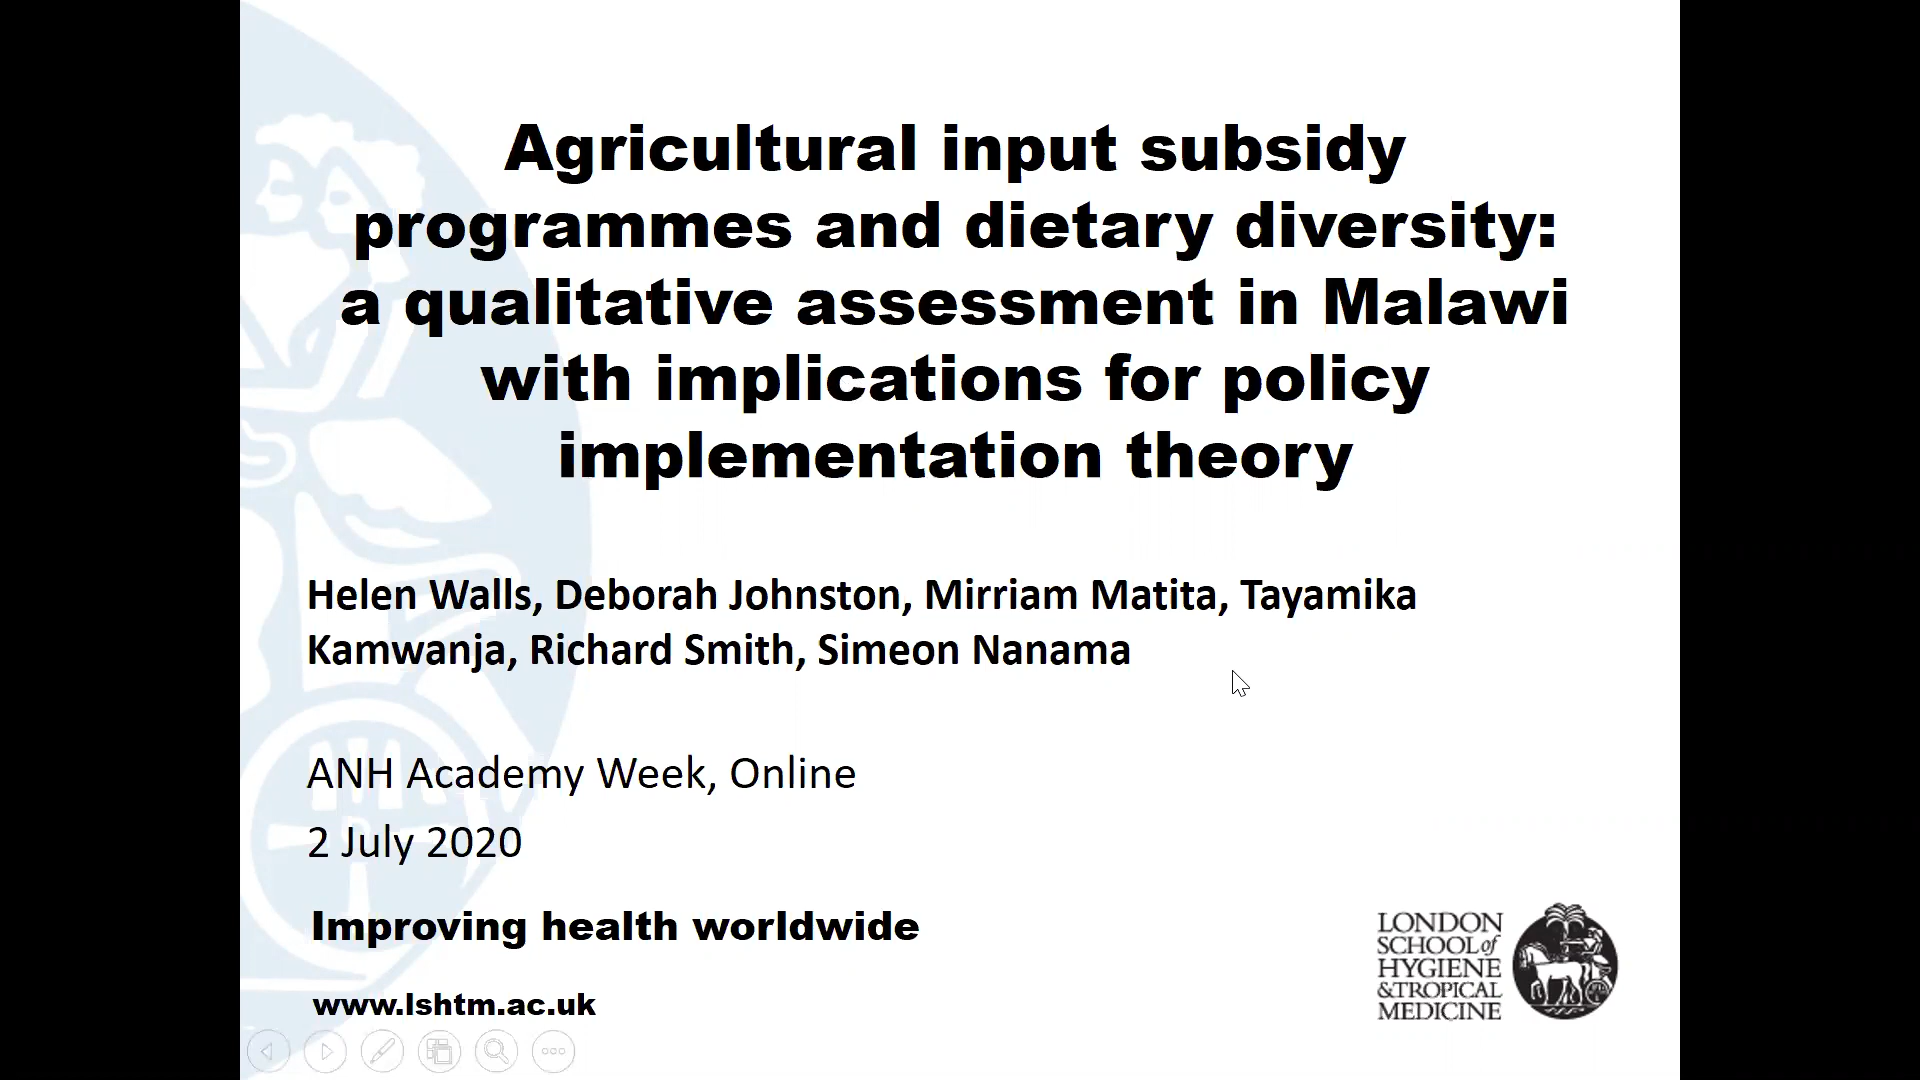 Agricultural input subsidy
programmes and dietary diversity:
a qualitative assessment in Malawi
with implications for policy
implementation theory
Helen Walls, Deborah Johnston, Mirriam Matita, Tayamika
Kamwanja, Richard Smith, Simeon Nanama
ANH Academy Week, Online
2 July 2020
Improving health worldwide
www.lshtm.ac.uk
LONDON
SCHOOL of
HYGIENE
& TROPICAL
MEDICINE